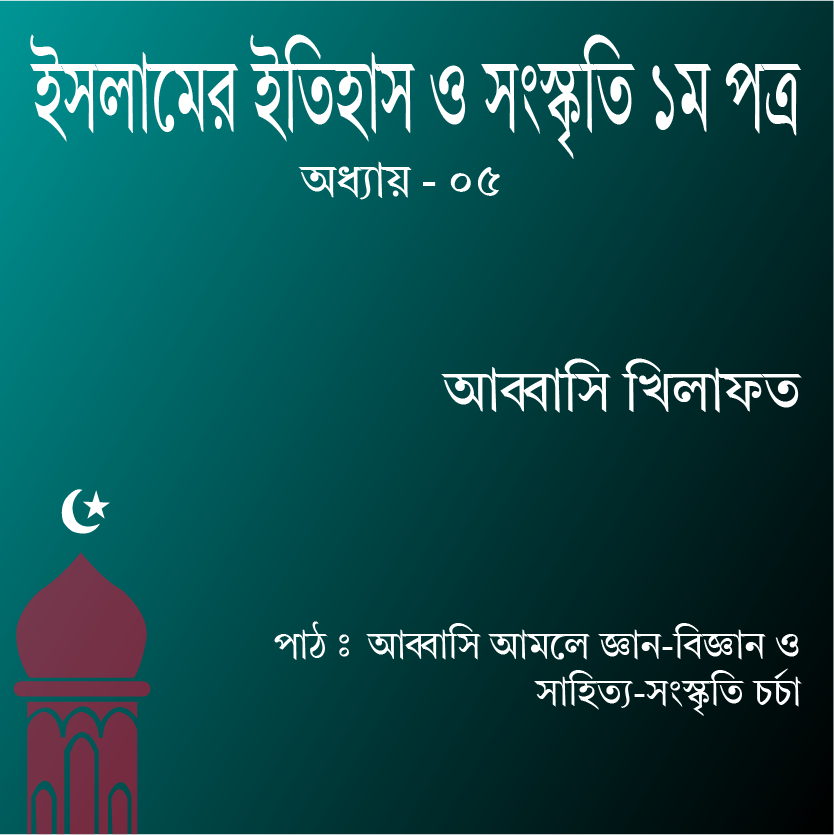 ইসলামের ইতিহাস ও সংস্কৃতি ১ম পত্র
অধ্যায় - ০৫
আব্বাসি খিলাফত
পাঠ ঃ আব্বাসি আমলে জ্ঞান-বিজ্ঞান ও
সাহিত্য-সংস্কৃতি চর্চা